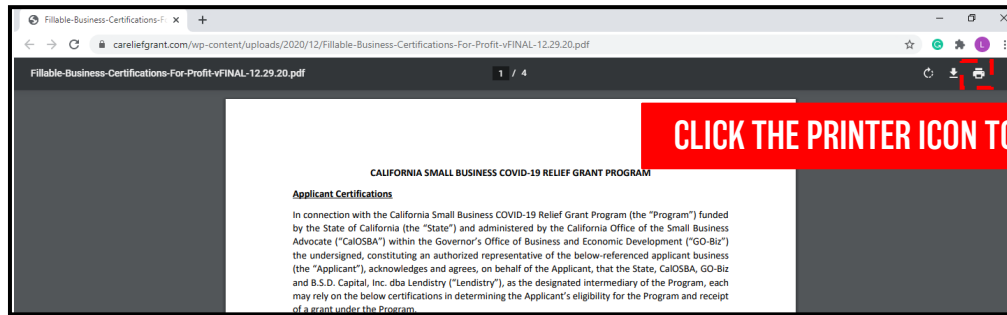 Fillable-Business-Certifications-F
careliefgrant.com/wp-content/uploads/2020/12/Fillable-Business-Certifications-For-Profit-vFINAL-12.29.20.pdf
L
Fillable-Business-Certifications-For-Profit-vFINAL-12.29.20.pdf
1 / 4
CLICK THE PRINTER ICON TO
CALIFORNIA SMALL BUSINESS COVID-19 RELIEF GRANT PROGRAM
Applicant Certifications
In connection with the California Small Business COVID-19 Relief Grant Program (the “Program”) funded
by the State of California (the “State”) and administered by the California Office of the Small Business
Advocate (“CalOSBA”) within the Governor’s Office of Business and Economic Development (“GO-Biz”)
the undersigned, constituting an authorized representative of the below-referenced applicant business
(the “Applicant”), acknowledges and agrees, on behalf of the Applicant, that the State, CalOSBA, GO-Biz
and B.S.D. Capital, Inc. dba Lendistry (“Lendistry”), as the designated intermediary of the Program, each
may rely on the below certifications in determining the Applicant’s eligibility for the Program and receipt
of a grant under the Program.